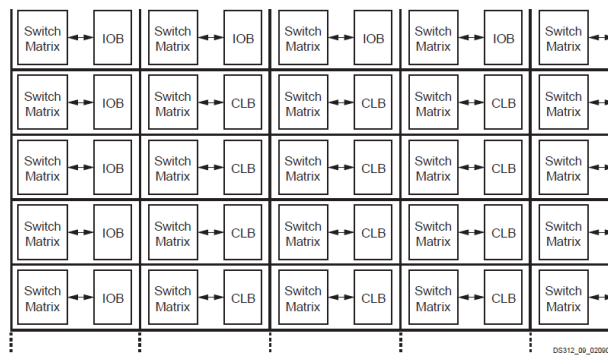 Switch Matrix IOB Switch Matrix IOB Switch Matrix IOB Switch Matrix IOB Switch Matrix
Switch Matrix IOB Switch Matrix CLB Switch Matrix CLB Switch Matrix CLB Switch Matrix
Switch Matrix IOB Switch Matrix CLB Switch Matrix CLB Switch Matrix CLB Switch Matrix
Switch Matrix IOB Switch Matrix CLB Switch Matrix CLB Switch Matrix CLB Switch Matrix
Switch Matrix IOB Switch Matrix CLB Switch Matrix CLB Switch Matrix CLB Switch Matrix
DS312_09_02090